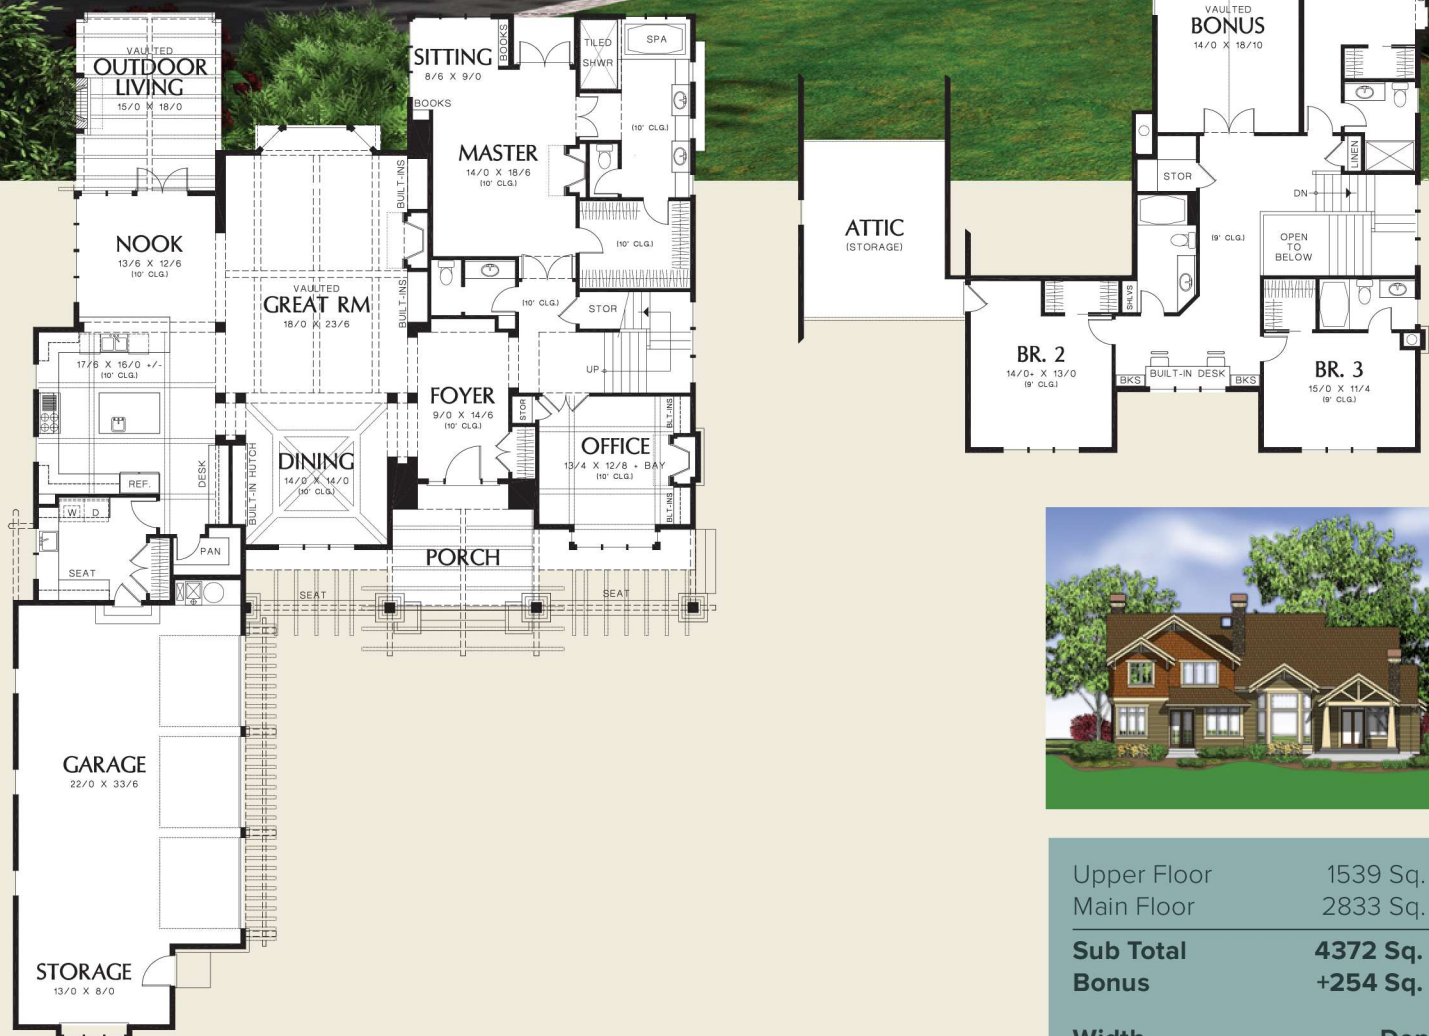 VAULTED
OUTDOOR
LIVING
15/0 X 18/0
SITTING
8/6 X 9/0
BOOKS
BOOKS
TILED
SHWR
SPA
(10' CLG.)
MASTER
14/0 X 18/6
(10' CLG.)
(10' CLG.)
NOOK
13/6 X 12/6
(10' CLG.)
BUILT-INS
VAULTED
GREAT RM
18/0 X 23/6
BUILT-INS
(10' CLG.)
STOR
UP
17/6 X 16/0 +/-
(10' CLG.)
REF.
DESK
BUILT-IN HUTCH
DINING
14/0 X 14/0
(10' CLG.)
FOYER
9/0 X 14/6
(10' CLG.)
STOR
OFFICE
13/4 X 12/8 + BAY
(10' CLG.)
BLT-INS
BLT-INS
W
D
SEAT
PAN
PORCH
SEAT
SEAT
GARAGE
22/0 X 33/6
STORAGE
13/0 X 8/0
ATTIC
(STORAGE)
VAULTED
BONUS
14/0 X 18/10
STOR
LINEN
DN
(9' CLG.)
OPEN
TO
BELOW
SHLVS
BR. 2
14/0+ X 13/0
(9' CLG.)
BKS
BUILT-IN DESK
BKS
BR. 3
15/0 X 11/4
(9' CLG.)
Upper Floor 1539 Sq.
Main Floor 2833 Sq.
Sub Total 4372 Sq.
Bonus +254 Sq.
Width